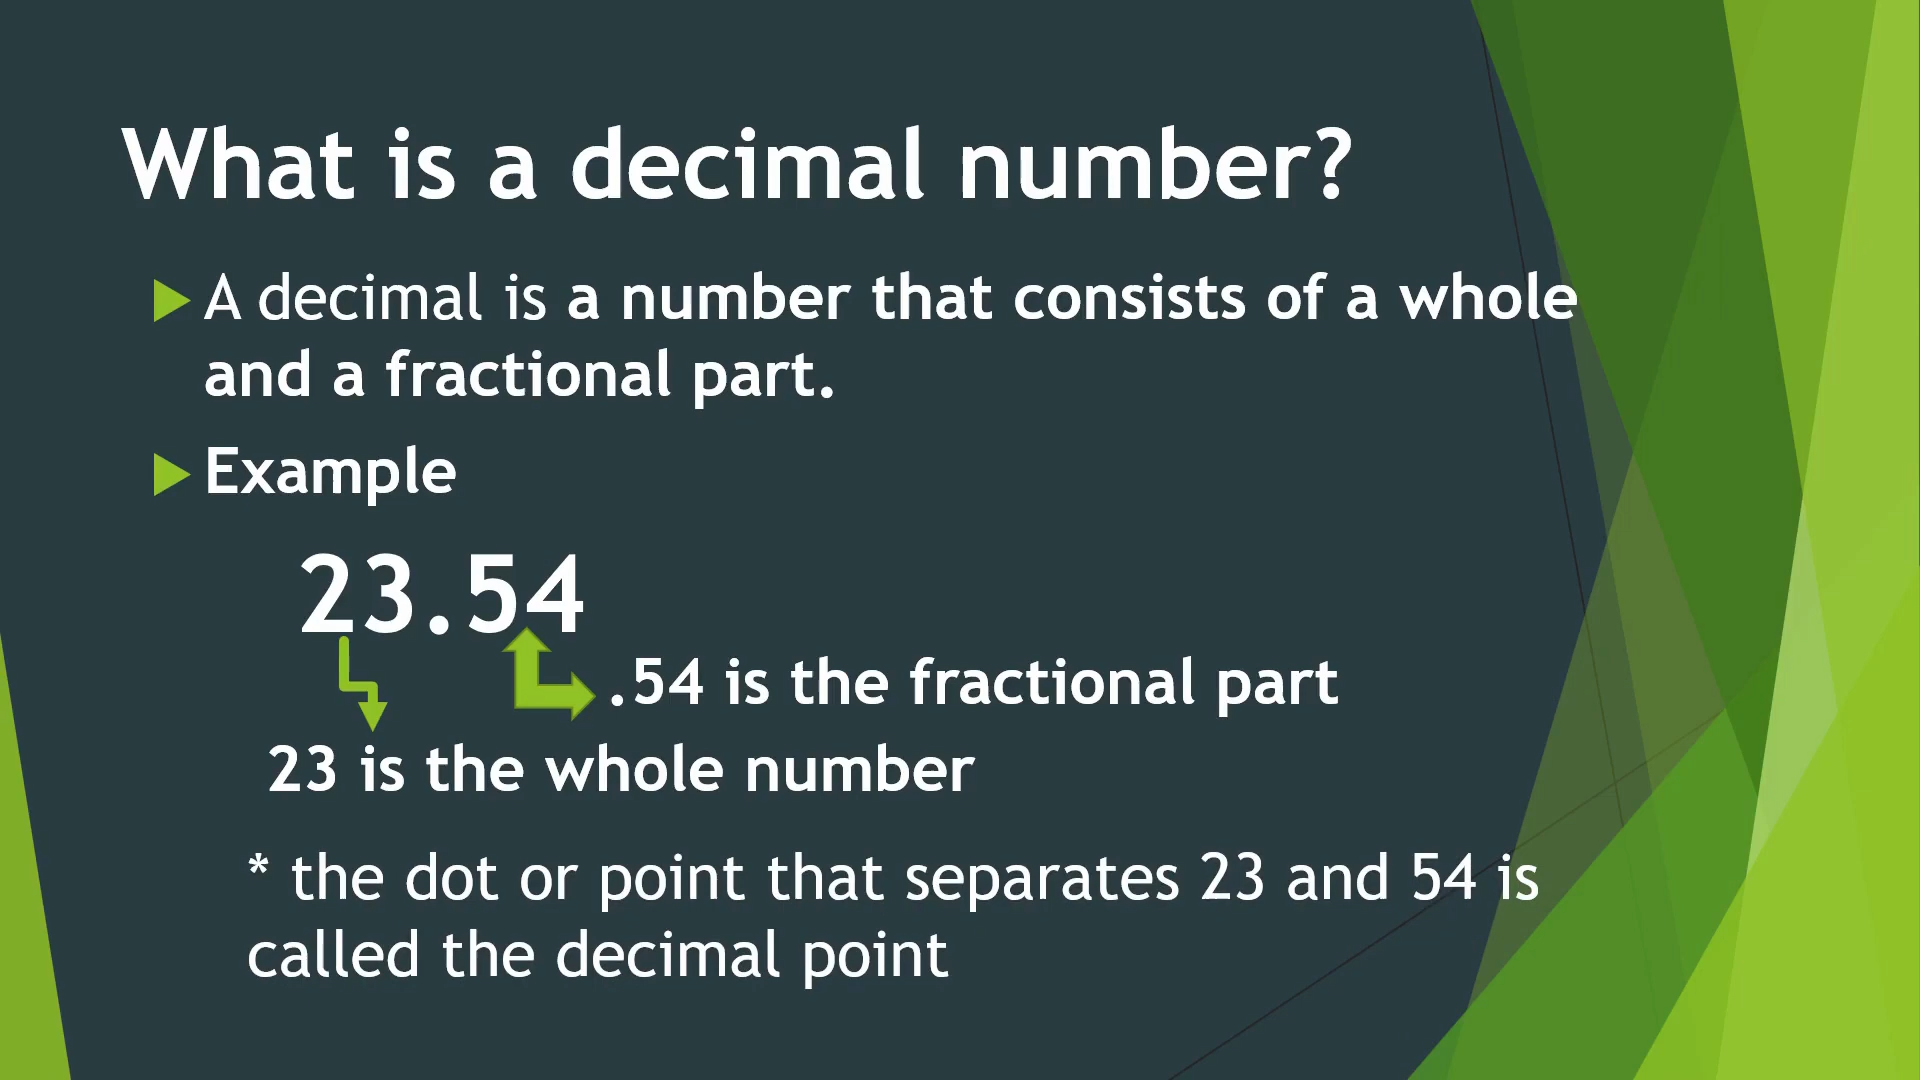 What is a decimal number?
A decimal is a number that consists of a whole
and a fractional part.
Example
23.54
.54 is the fractional part
23 is the whole number
* the dot or point that separates 23 and 54 is
called the decimal point